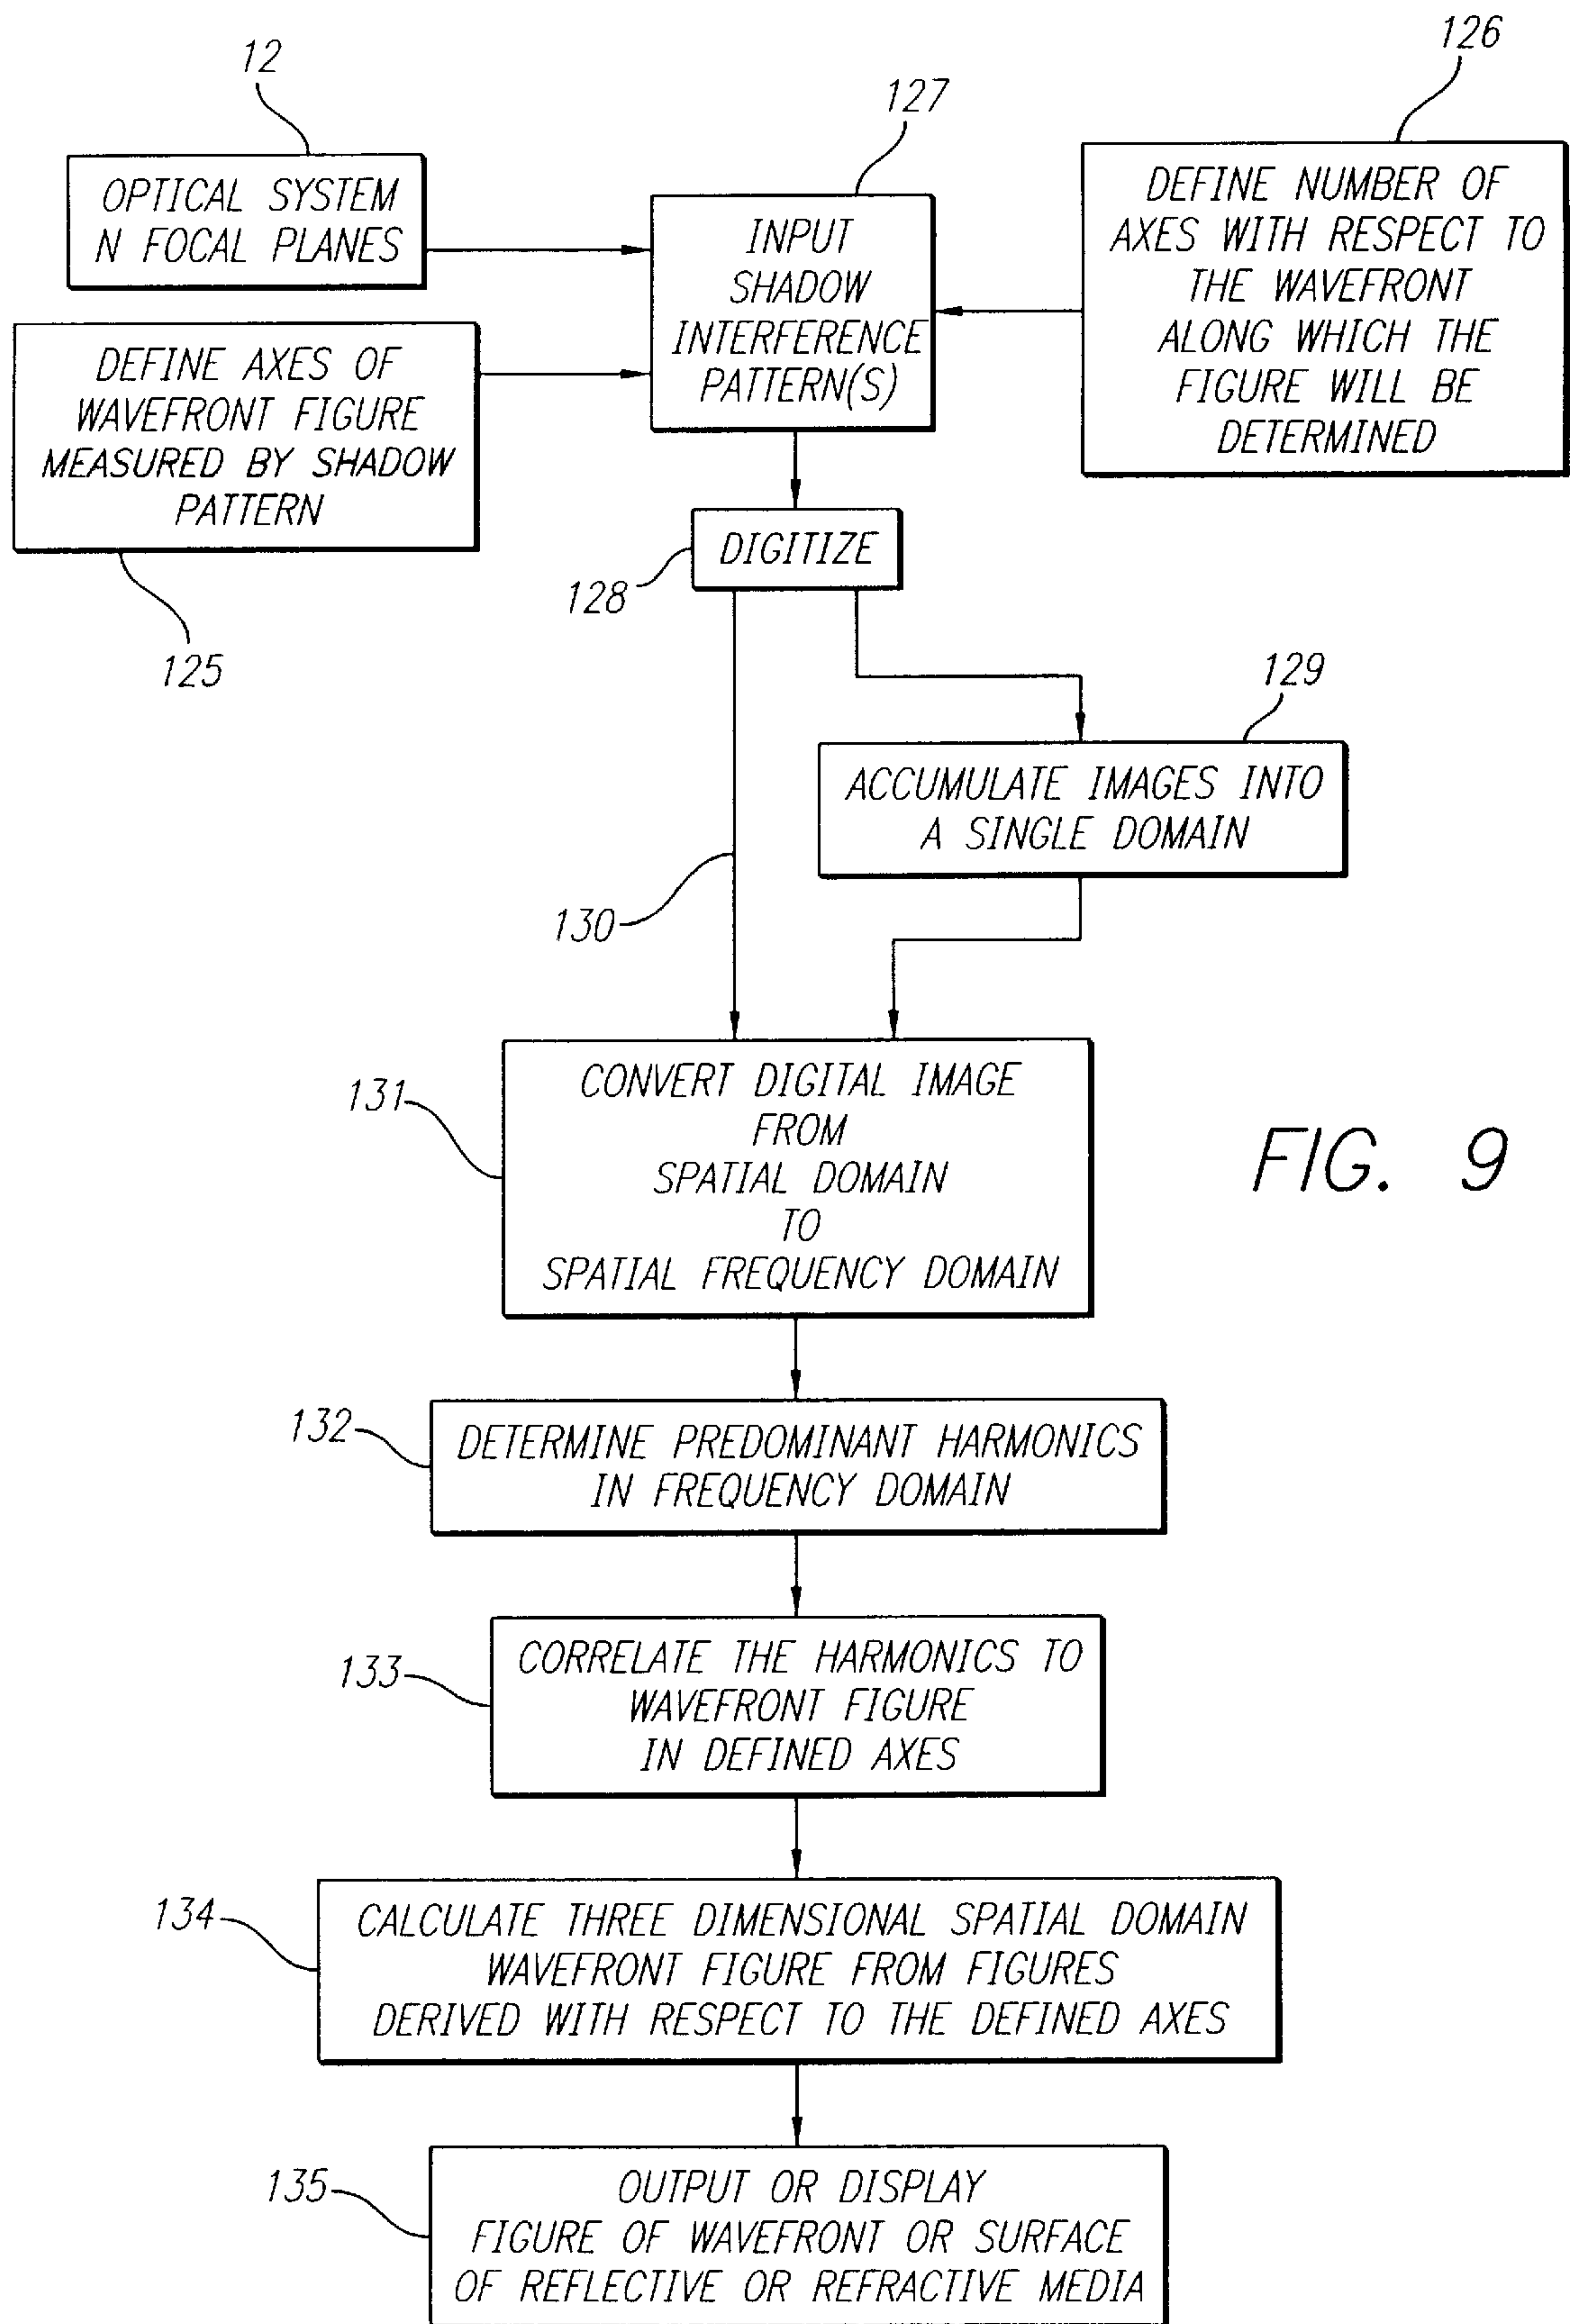 12
OPTICAL SYSTEM
N FOCAL PLANES
127
INPUT
SHADOW
INTERFERENCE
PATTERN(S)
126
DEFINE NUMBER OF
AXES WITH RESPECT TO
THE WAVEFRONT
ALONG WHICH THE
FIGURE WILL BE
DETERMINED
DEFINE AXES OF
WAVEFRONT FIGURE
MEASURED BY SHADOW
PATTERN
125
DIGITIZE
128
129
ACCUMULATE IMAGES INTO
A SINGLE DOMAIN
130
131
CONVERT DIGITAL IMAGE
FROM
SPATIAL DOMAIN
TO
SPATIAL FREQUENCY DOMAIN
FIG. 9
132
DETERMINE PREDOMINANT HARMONICS
IN FREQUENCY DOMAIN
133
CORRELATE THE HARMONICS TO
WAVEFRONT FIGURE
IN DEFINED AXES
134
CALCULATE THREE DIMENSIONAL SPATIAL DOMAIN
WAVEFRONT FIGURE FROM FIGURES
DERIVED WITH RESPECT TO THE DEFINED AXES
135
OUTPUT OR DISPLAY
FIGURE OF WAVEFRONT OR SURFACE
OF REFLECTIVE OR REFRACTIVE MEDIA